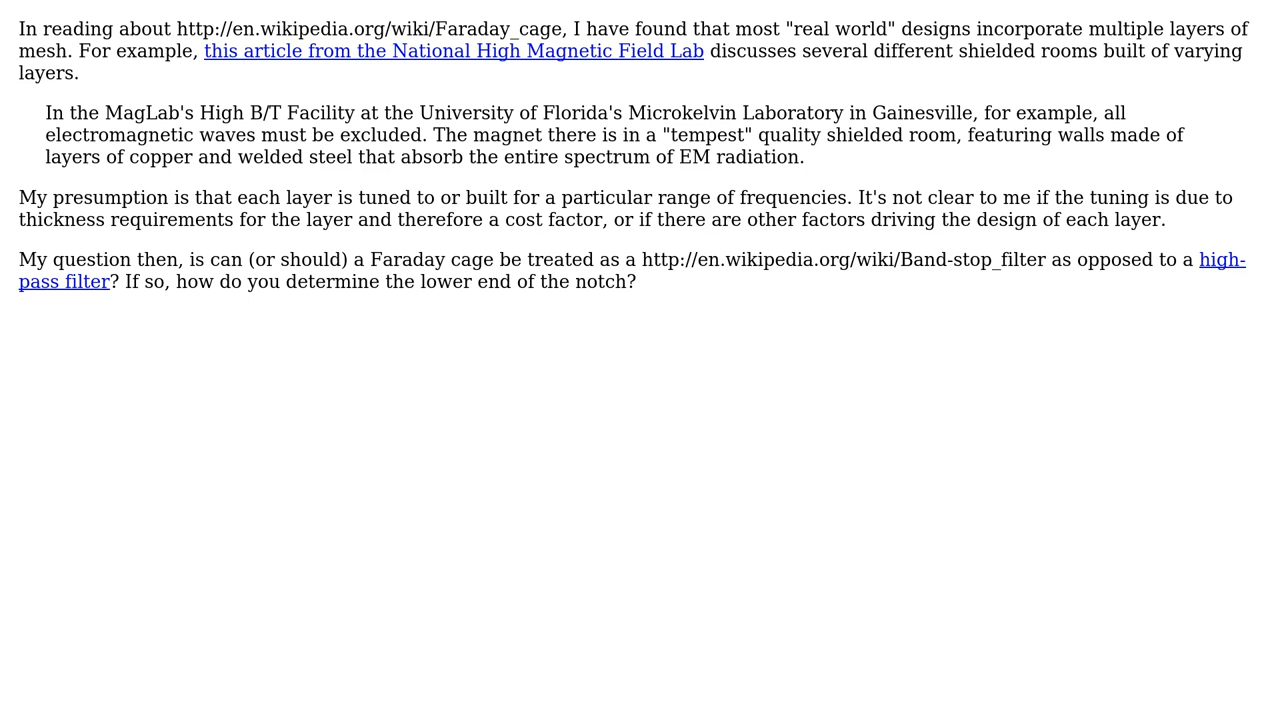 In reading about http://en.wikipedia.org/wiki/Faraday_cage, I have found that most "real world" designs incorporate multiple layers of
mesh. For example, this article from the National High Magnetic Field Lab discusses several different shielded rooms built of varying
layers.
In the MagLab's High B/T Facility at the University of Florida's Microkelvin Laboratory in Gainesville, for example, all
electromagnetic waves must be excluded. The magnet there is in a "tempest" quality shielded room, featuring walls made of
layers of copper and welded steel that absorb the entire spectrum of EM radiation.
My presumption is that each layer is tuned to or built for a particular range of frequencies. It's not clear to me if the tuning is due to
thickness requirements for the layer and therefore a cost factor, or if there are other factors driving the design of each layer.
My question then, is can (or should) a Faraday cage be treated as a http://en.wikipedia.org/wiki/Band-stop_filter as opposed to a high-
pass filter? If so, how do you determine the lower end of the notch?